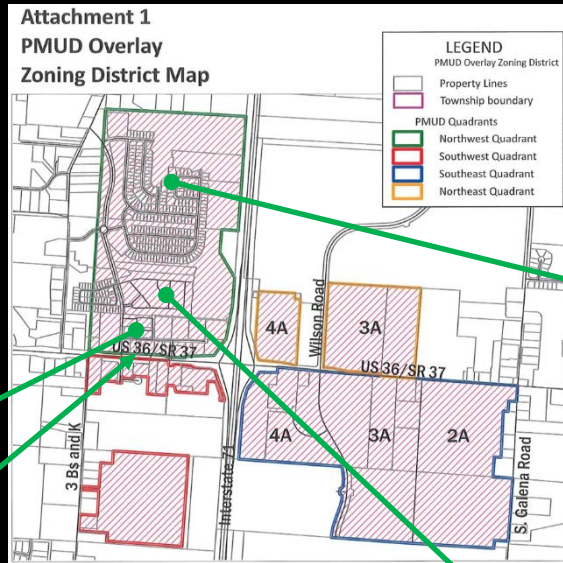 Attachment 1
PMUD Overlay
Zoning District Map
LEGEND
PMUD Overlay Zoning District
Property Lines
Township boundary
PMUD Quadrants
Northwest Quadrant
Southwest Quadrant
Southeast Quadrant
Northeast Quadrant
4A
Wilson Road
3A
US 36/SR 37
US 36/SR 37
4A
3A
2A
3 Bs and K
Interstate 71
S. Galena Road